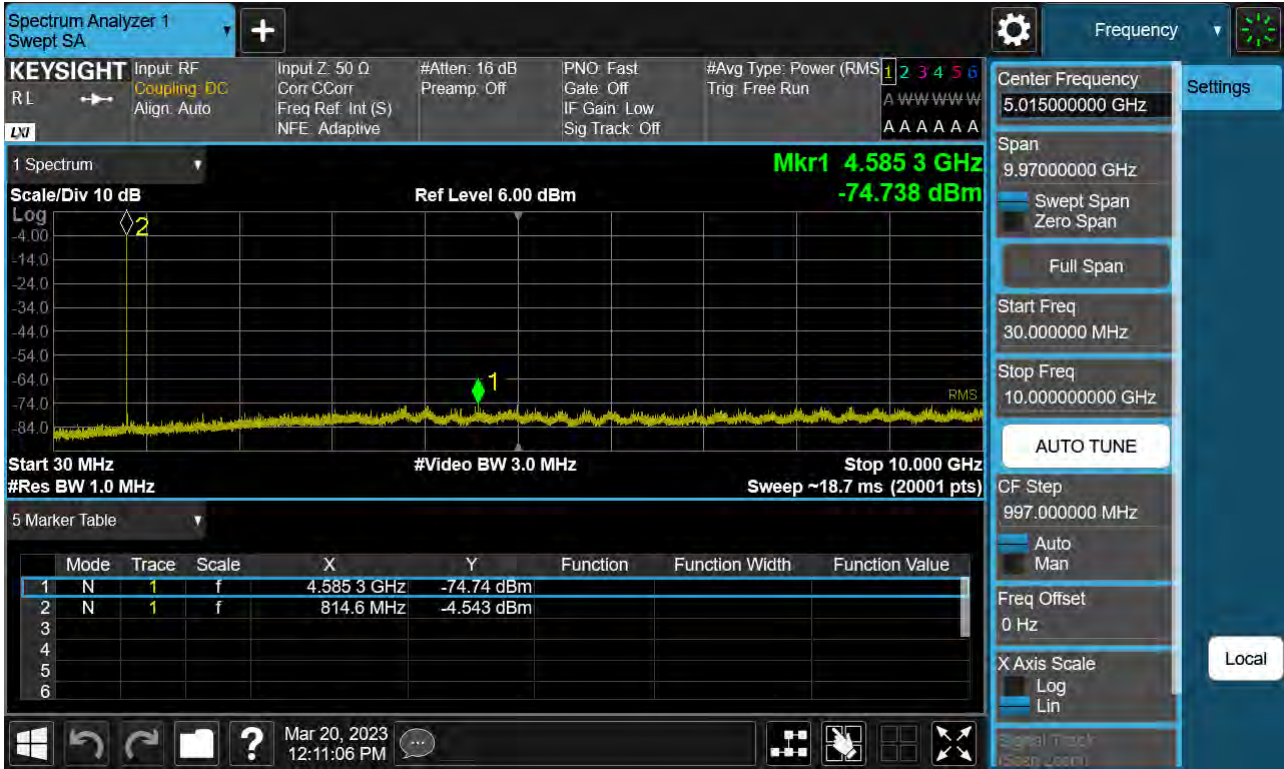 Spectrum Analyzer 1
Swept SA
Frequency
KEYSIGHT
RL
LXI
Input: RF
Coupling: DC
Align: Auto
Input Z: 50 Ω
Corr CCorr
Freq Ref: Int (S)
NFE: Adaptive
#Atten: 16 dB
Preamp: Off
PNO: Fast
Gate: Off
IF Gain: Low
Sig Track: Off
#Avg Type: Power (RMS
Trig: Free Run
1 2 3 4 5 6
A W W W W W
A A A A A A
1 Spectrum
Scale/Div 10 dB
Ref Level 6.00 dBm
Mkr1 4.585 3 GHz
-74.738 dBm
Log
-4.00
-14.0
-24.0
-34.0
-44.0
-54.0
-64.0
-74.0
-84.0
2
1
RMS
Start 30 MHz
#Video BW 3.0 MHz
Stop 10.000 GHz
#Res BW 1.0 MHz
Sweep ~18.7 ms (20001 pts)
5 Marker Table
Mode Trace Scale X Y Function Function Width Function Value
1 N 1 f 4.585 3 GHz -74.74 dBm
2 N 1 f 814.6 MHz -4.543 dBm
3
4
5
6
Mar 20, 2023
12:11:06 PM
Center Frequency
5.015000000 GHz
Settings
Span
9.97000000 GHz
Swept Span
Zero Span
Full Span
Start Freq
30.000000 MHz
Stop Freq
10.000000000 GHz
AUTO TUNE
CF Step
997.000000 MHz
Auto
Man
Freq Offset
0 Hz
X Axis Scale
Log
Lin
Signal Track
(Span Zoom)
Local